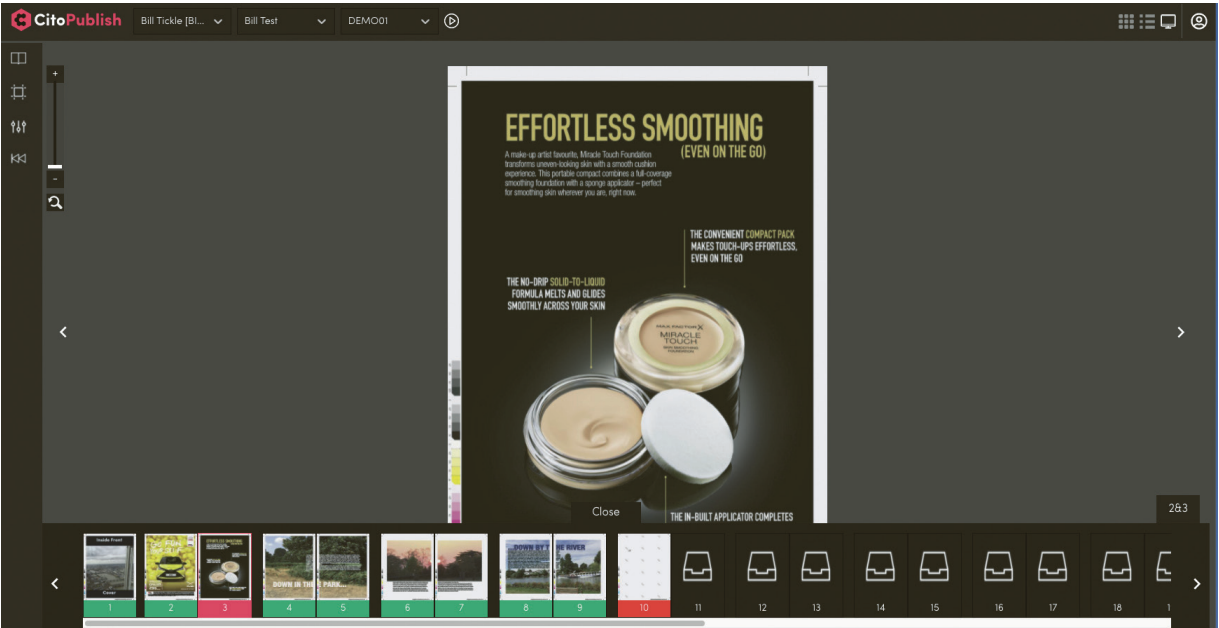 CitoPublish
Bill Tickle [Bl...
Bill Test
DEMO01
+
-
EFFORTLESS SMOOTHING
(EVEN ON THE GO)
A make-up artist favourite, Miracle Touch Foundation
transforms uneven-looking skin with a smooth cushion
experience. This portable compact combines a full-coverage
smoothing foundation with a sponge applicator – perfect
for smoothing skin wherever you are, right now.
THE CONVENIENT COMPACT PACK
MAKES TOUCH-UPS EFFORTLESS,
EVEN ON THE GO
THE NO-DRIP SOLID-TO-LIQUID
FORMULA MELTS AND GLIDES
SMOOTHLY ACROSS YOUR SKIN
MAX FACTOR X
MIRACLE
TOUCH
SKIN SMOOTHING
FOUNDATION
THE IN-BUILT APPLICATOR COMPLETES
Close
2&3
Inside Front
Cover
EFFORTLESS SMOOTHING
DOWN IN THE PARK...
DOWN BY THE RIVER
1
2
3
4
5
6
7
8
9
10
11
12
13
14
15
16
17
18
1